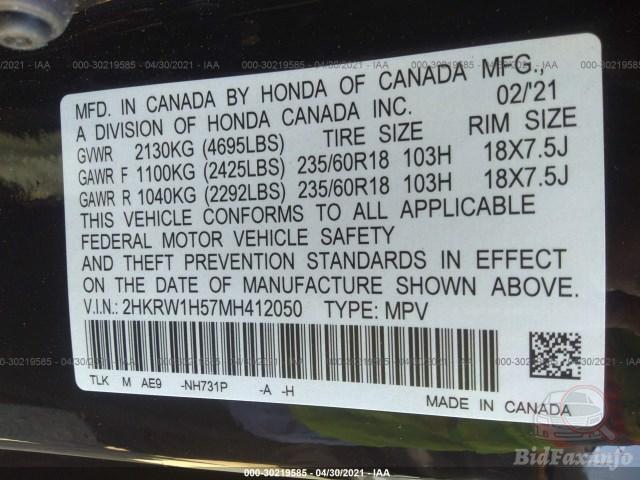 000-30219585 - 04/30/2021 - IAA
MFD. IN CANADA BY HONDA OF CANADA MFG.,
A DIVISION OF HONDA CANADA INC. 02/'21
GVWR 2130KG (4695LBS) TIRE SIZE RIM SIZE
GAWR F 1100KG (2425LBS) 235/60R18 103H 18X7.5J
GAWR R 1040KG (2292LBS) 235/60R18 103H 18X7.5J
THIS VEHICLE CONFORMS TO ALL APPLICABLE
FEDERAL MOTOR VEHICLE SAFETY
AND THEFT PREVENTION STANDARDS IN EFFECT
ON THE DATE OF MANUFACTURE SHOWN ABOVE.
V.I.N.: 2HKRW1H57MH412050 TYPE: MPV
TLK M AE9 -NH731P -A -H
MADE IN CANADA
BidFax.info
000-30219585 - 04/30/2021 - IAA